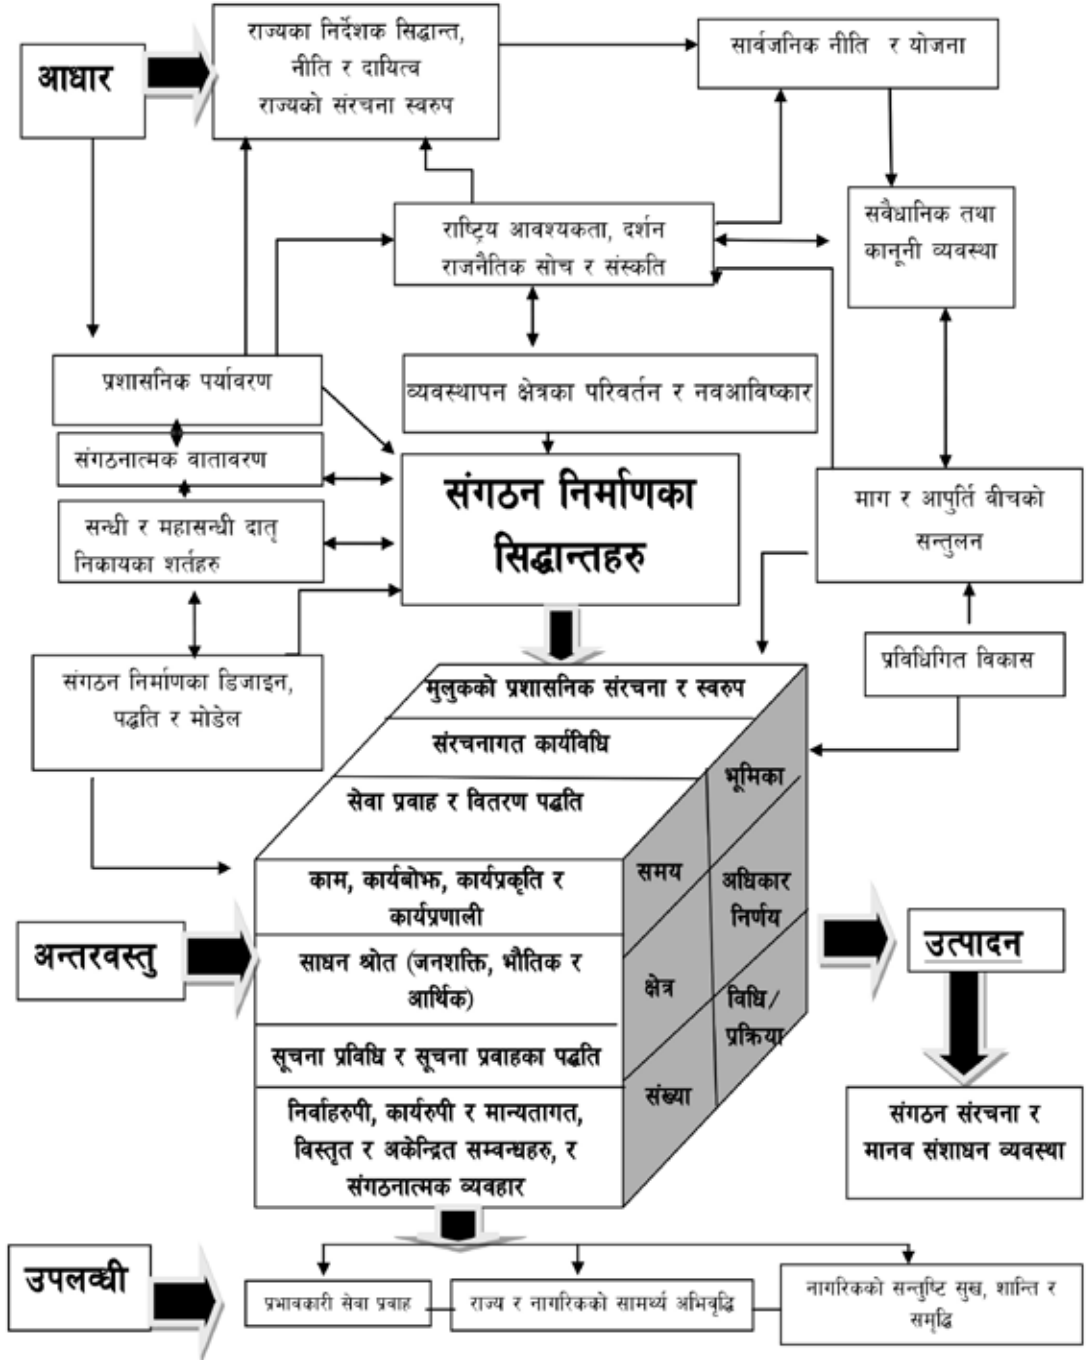 आधार
राज्यका निर्देशक सिद्धान्त,
नीति र दायित्व
राज्यको संरचना स्वरुप
सार्वजनिक नीति र योजना
राष्ट्रिय आवश्यकता, दर्शन
राजनैतिक सोच र संस्कति
सवैधानिक तथा
कानूनी व्यवस्था
प्रशासनिक पर्यावरण
व्यवस्थापन क्षेत्रका परिवर्तन र नवआविष्कार
संगठनात्मक वातावरण
सन्धी र महासन्धी दातृ
निकायका शर्तहरु
संगठन निर्माणका
सिद्धान्तहरु
माग र आपुर्ति वीचको
सन्तुलन
संगठन निर्माणका डिजाइन,
पद्धति र मोडेल
प्रविधिगित विकास
मुलुकको प्रशासनिक संरचना र स्वरुप
संरचनागत कार्यविधि
सेवा प्रवाह र वितरण पद्धति
भूमिका
समय
अधिकार
निर्णय
क्षेत्र
विधि/
प्रक्रिया
संख्या
काम, कार्यबोझ, कार्यप्रकृति र
कार्यप्रणाली
अन्तरवस्तु
साधन श्रोत (जनशक्ति, भौतिक र
आर्थिक)
सूचना प्रविधि र सूचना प्रवाहका पद्धति
निर्वाहरुपी, कार्यरुपी र मान्यतागत,
विस्तृत र अकेन्द्रित सम्वन्धहरु, र
संगठनात्मक व्यवहार
उत्पादन
संगठन संरचना र
मानव संशाधन व्यवस्था
उपलव्धी
प्रभावकारी सेवा प्रवाह
राज्य र नागरिकको सामर्थ्य अभिवृद्धि
नागरिकको सन्तुष्टि सुख, शान्ति र
समृद्धि